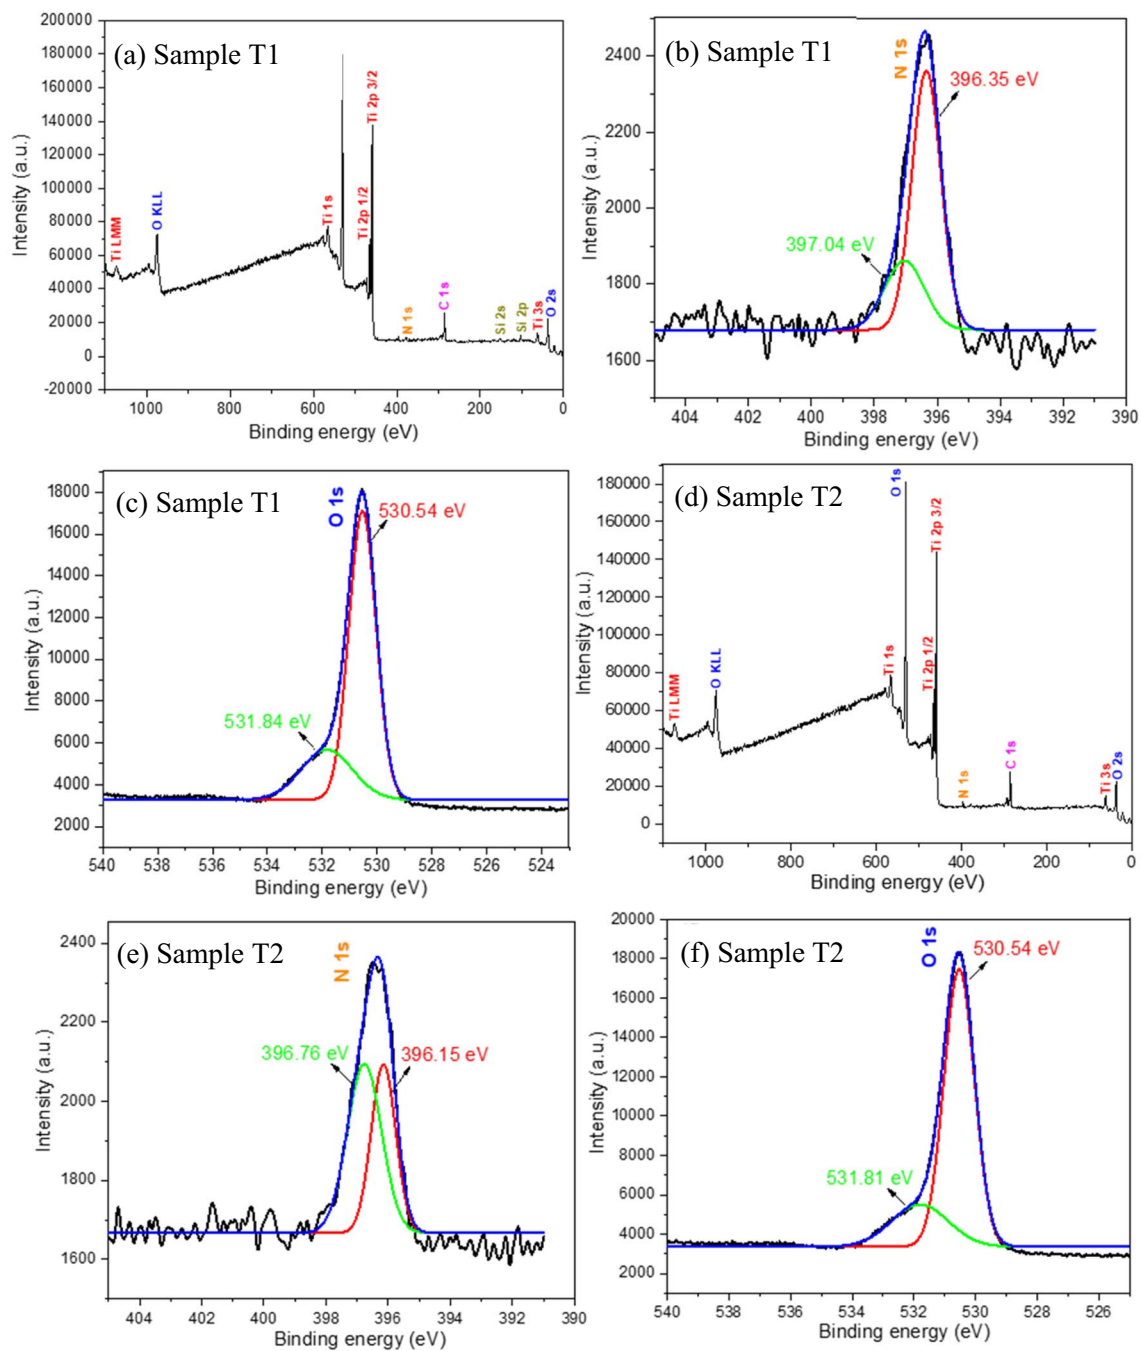 (a) Sample T1
Intensity (a.u.)
200000
180000
160000
140000
120000
100000
80000
60000
40000
20000
0
-20000
Ti LMM
O KLL
Ti 1s
Ti 2p 1/2
Ti 2p 3/2
N 1s
C 1s
Si 2s
Si 2p
Ti 3s
O 2s
1000 800 600 400 200 0
Binding energy (eV)
(b) Sample T1
Intensity (a.u.)
2400
2200
2000
1800
1600
N 1s
396.35 eV
397.04 eV
404 402 400 398 396 394 392 390
Binding energy (eV)
(c) Sample T1
Intensity (a.u.)
18000
16000
14000
12000
10000
8000
6000
4000
2000
O 1s
530.54 eV
531.84 eV
540 538 536 534 532 530 528 526 524
Binding energy (eV)
(d) Sample T2
Intensity (a.u.)
180000
160000
140000
120000
100000
80000
60000
40000
20000
0
Ti LMM
O KLL
Ti 1s
O 1s
Ti 2p 1/2
Ti 2p 3/2
N 1s
C 1s
Ti 3s
O 2s
1000 800 600 400 200 0
Binding energy (eV)
(e) Sample T2
Intensity (a.u.)
2400
2200
2000
1800
1600
N 1s
396.76 eV
396.15 eV
404 402 400 398 396 394 392 390
Binding energy (eV)
(f) Sample T2
Intensity (a.u.)
20000
18000
16000
14000
12000
10000
8000
6000
4000
2000
O 1s
530.54 eV
531.81 eV
540 538 536 534 532 530 528 526
Binding energy (eV)